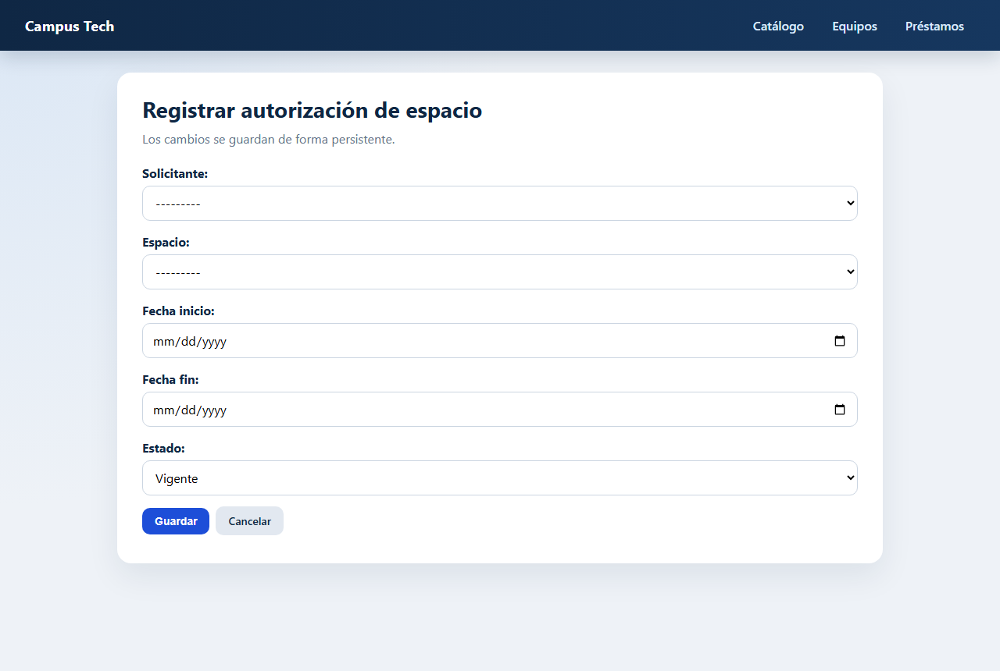 Campus Tech
Catálogo Equipos Préstamos
Registrar autorización de espacio
Los cambios se guardan de forma persistente.
Solicitante:
---------
Espacio:
---------
Fecha inicio:
mm/dd/yyyy
Fecha fin:
mm/dd/yyyy
Estado:
Vigente
Guardar Cancelar